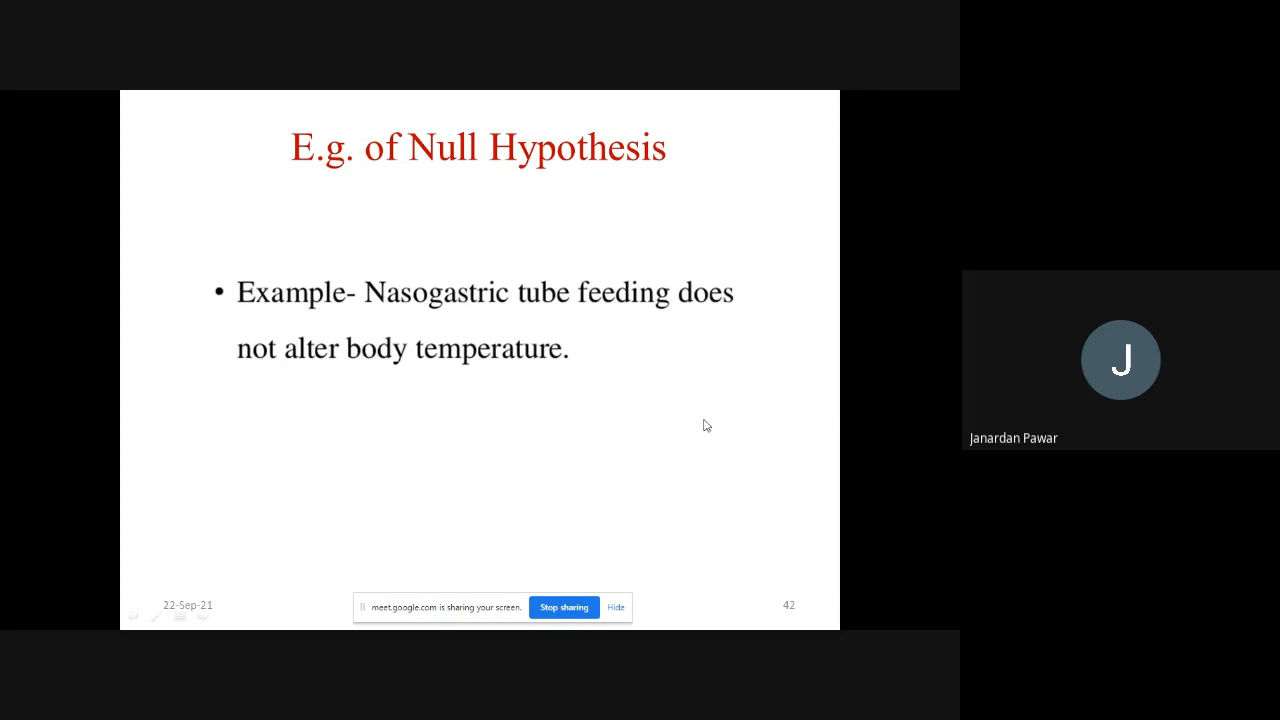 E.g. of Null Hypothesis
• Example- Nasogastric tube feeding does
not alter body temperature.
22-Sep-21
meet.google.com is sharing your screen.
Stop sharing
Hide
42
J
Janardan Pawar